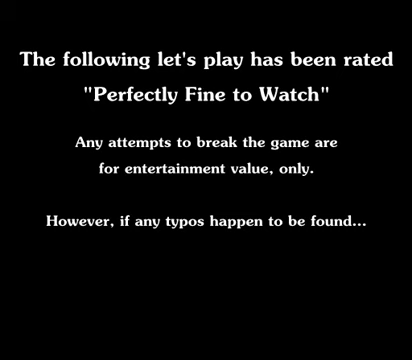 The following let's play has been rated
"Perfectly Fine to Watch"
Any attempts to break the game are
for entertainment value, only.
However, if any typos happen to be found...